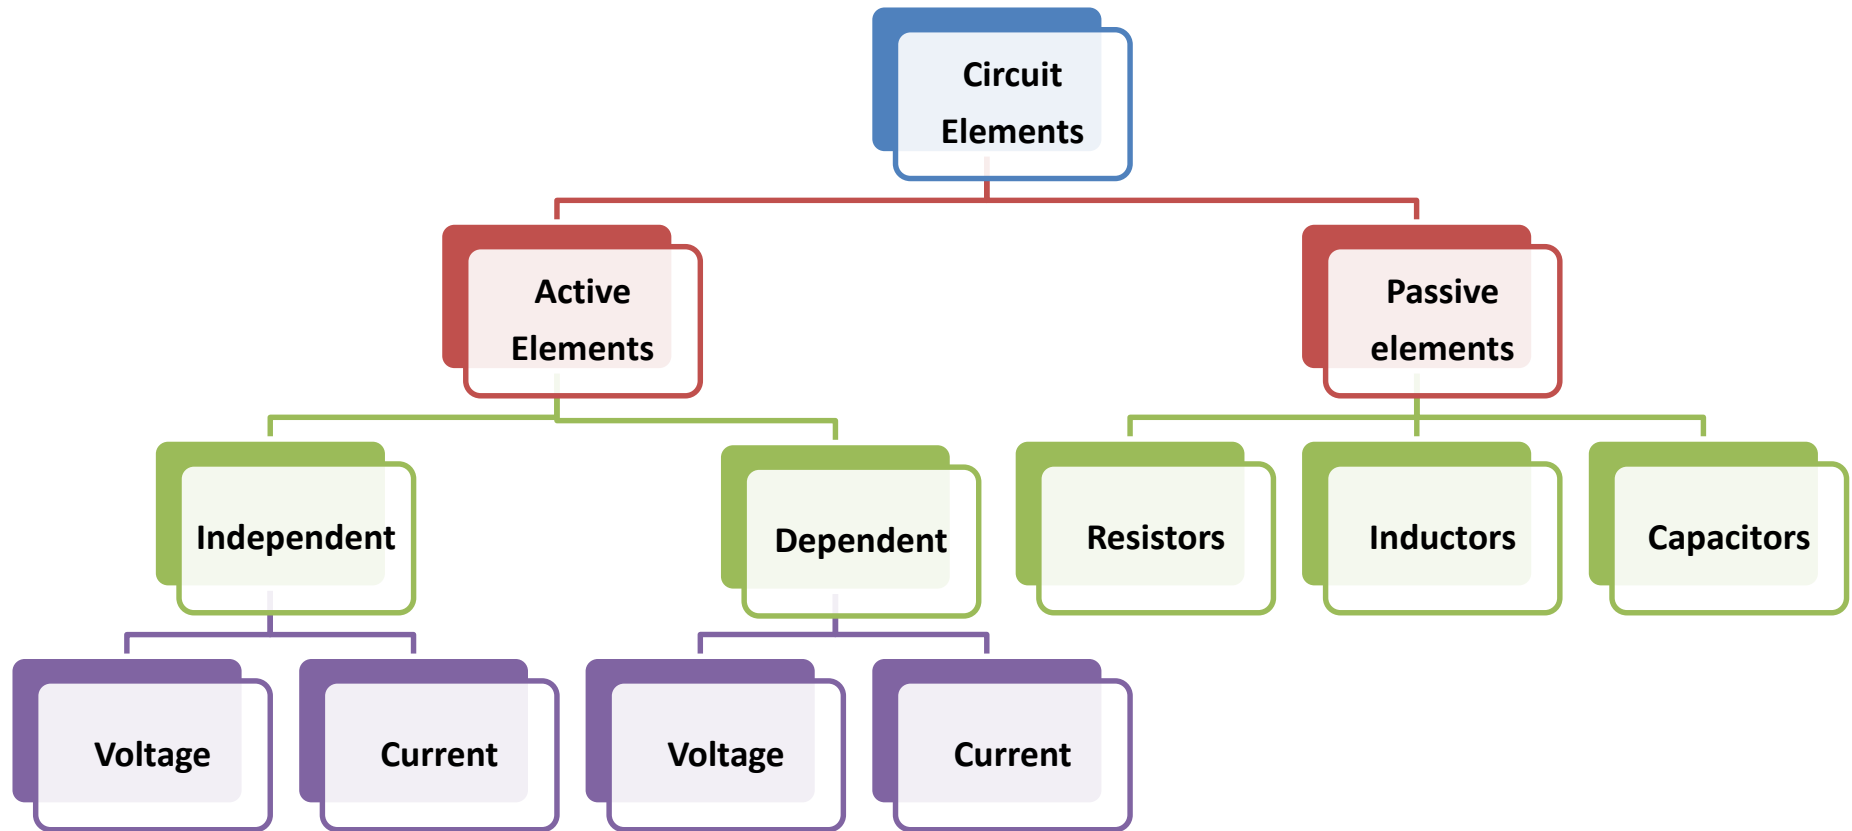 Circuit
Elements
Active
Elements
Passive
elements
Independent
Dependent
Resistors
Inductors
Capacitors
Voltage
Current
Voltage
Current